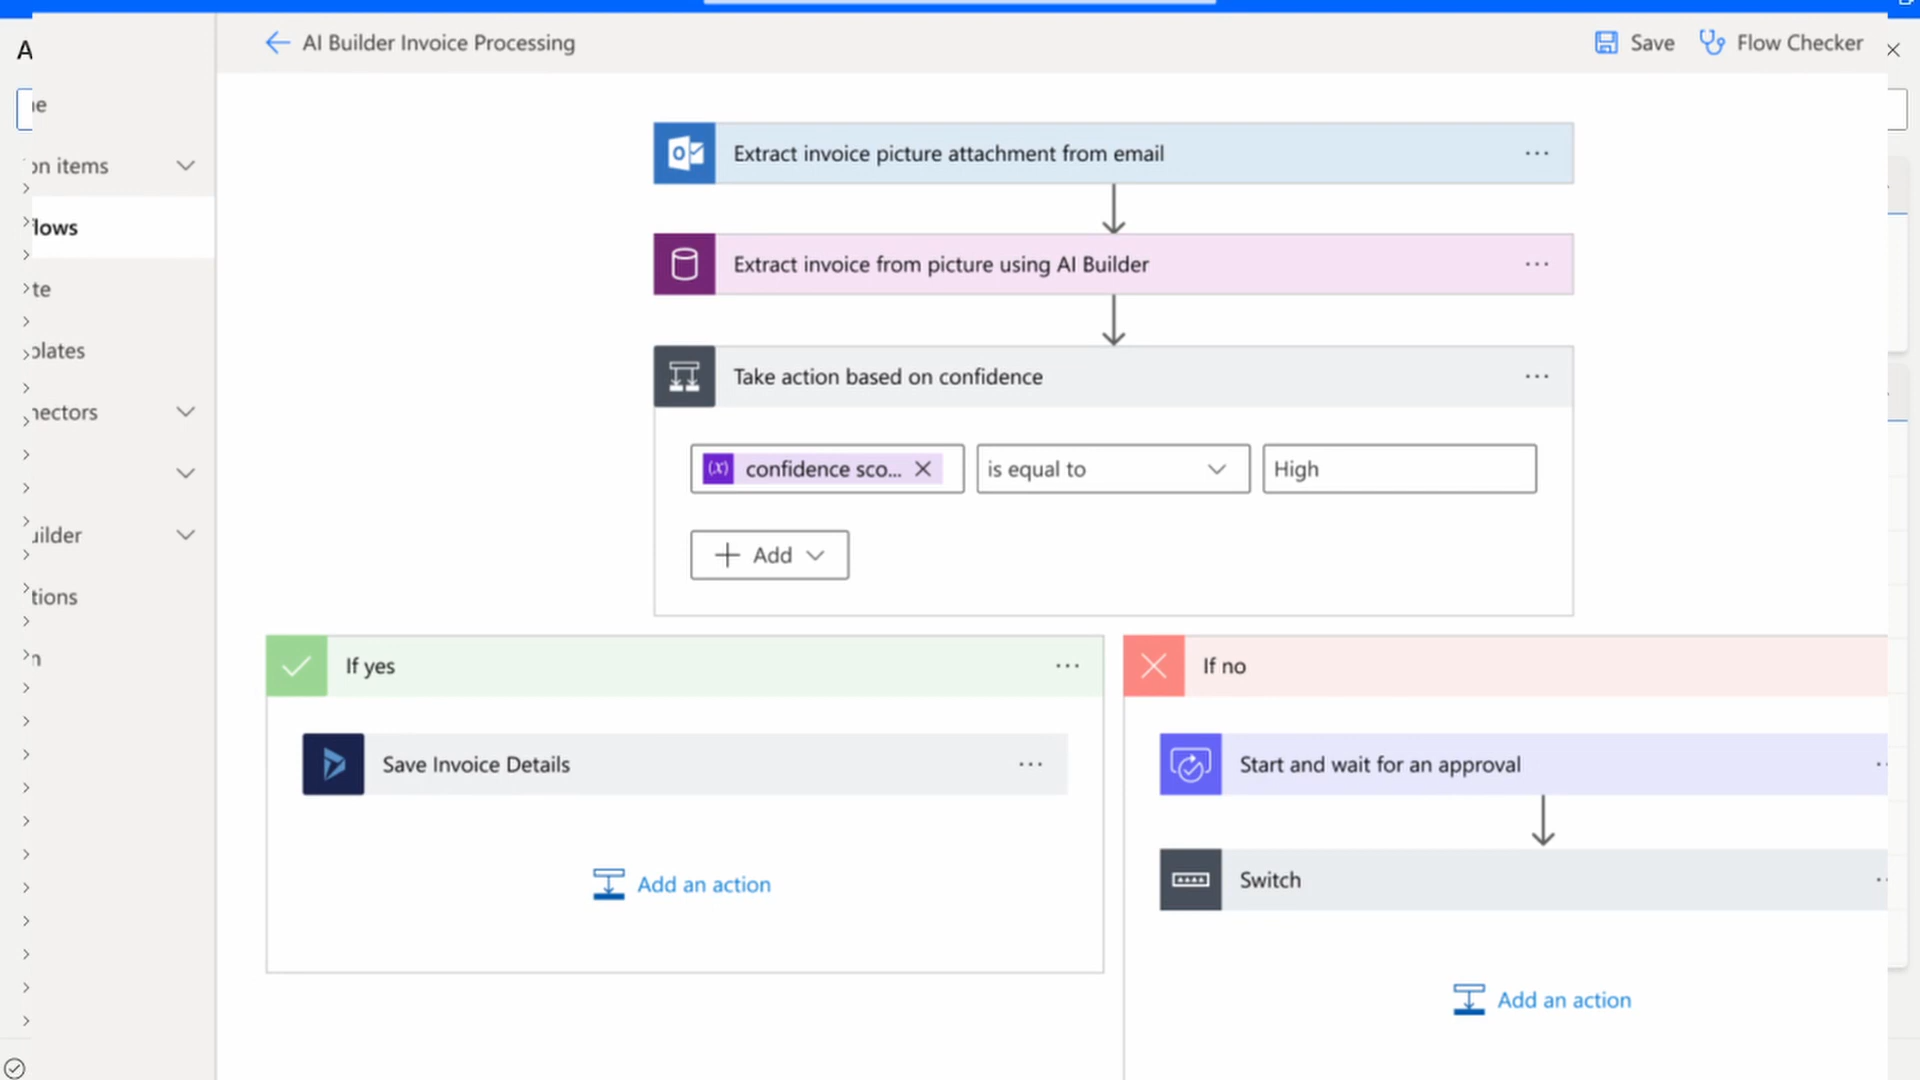 AI Builder Invoice Processing
Save
Flow Checker
A
on items
flows
Extract invoice picture attachment from email
Extract invoice from picture using AI Builder
Take action based on confidence
confidence sco...
is equal to
High
Add
plates
nectors
uilder
tions
If yes
If no
Save Invoice Details
Start and wait for an approval
Switch
Add an action
Add an action